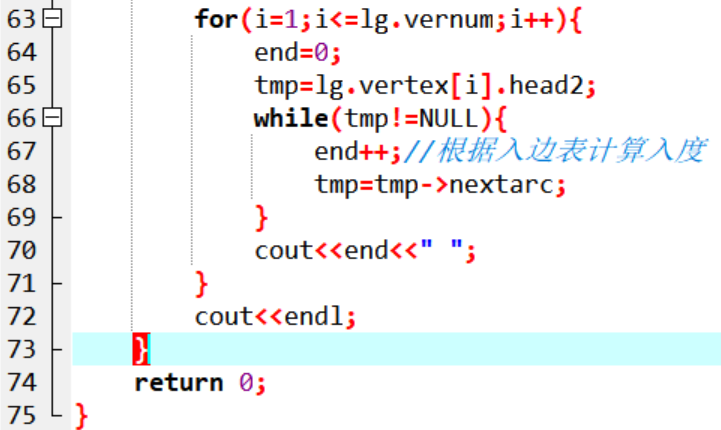 63 for(i=1;i<=lg.vernum;i++){
64 end=0;
65 tmp=lg.vertex[i].head2;
66 while(tmp!=NULL){
67 end++;//根据入边表计算入度
68 tmp=tmp->nextarc;
69 }
70 cout<<end<<" ";
71 }
72 cout<<endl;
73 }
74 return 0;
75 }